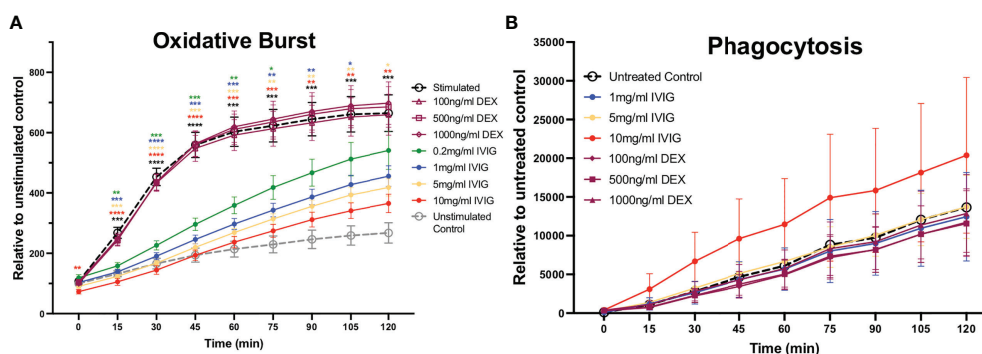 A
Oxidative Burst
Relative to unstimulated control
800
600
400
200
0
* * *
** * ** ** * *
** *** *** *** ** ** ** **
*** **** *** *** *** ** ** ** ***
*** **** **** *** *** *** *** ***
**** **** **** ***
**** ****
***
**
0 15 30 45 60 75 90 105 120
Time (min)
Stimulated
100ng/ml DEX
500ng/ml DEX
1000ng/ml DEX
0.2mg/ml IVIG
1mg/ml IVIG
5mg/ml IVIG
10mg/ml IVIG
Unstimulated
Control
B
Phagocytosis
Relative to untreated control
35000
30000
25000
20000
15000
10000
5000
0
0 15 30 45 60 75 90 105 120
Time (min)
Untreated Control
1mg/ml IVIG
5mg/ml IVIG
10mg/ml IVIG
100ng/ml DEX
500ng/ml DEX
1000ng/ml DEX